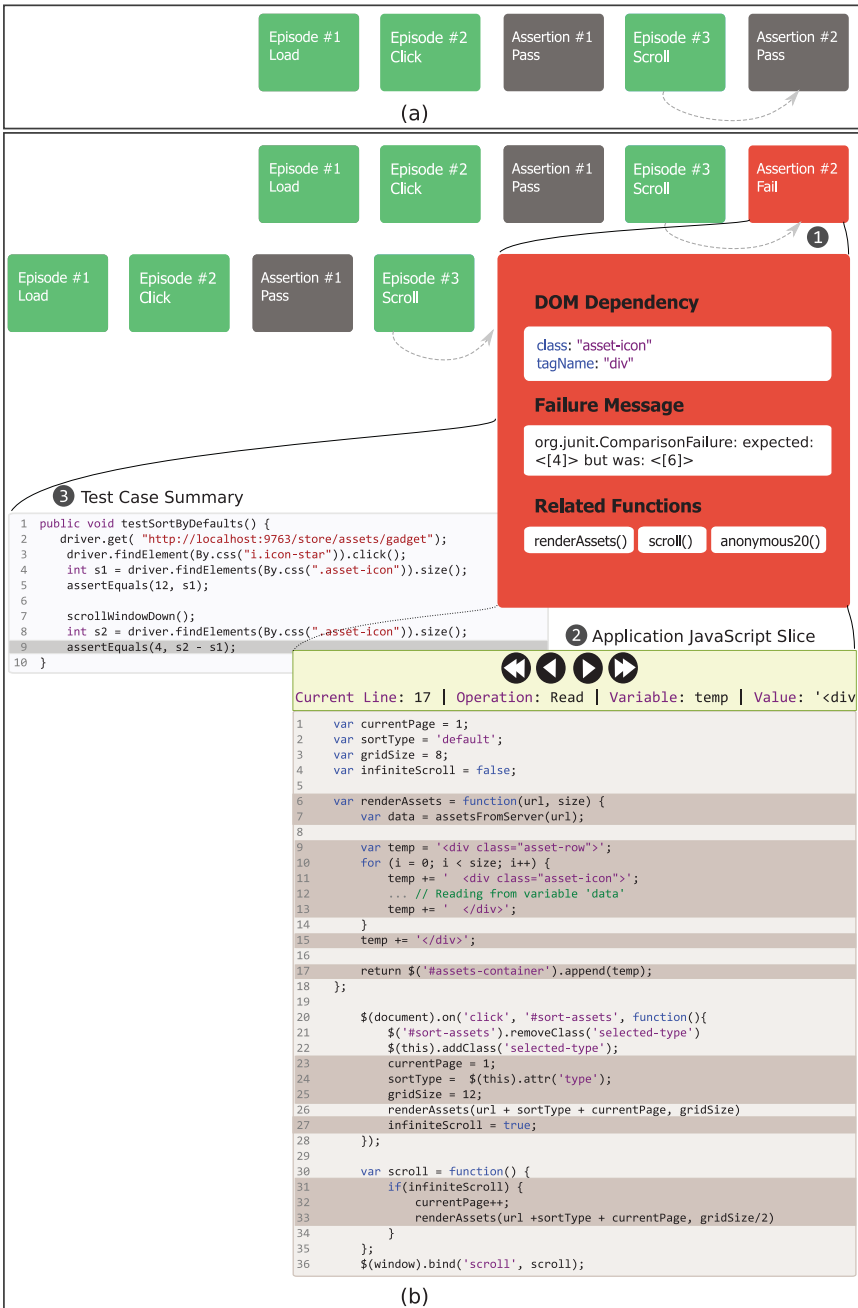 Episode #1
Load
Episode #2
Click
Assertion #1
Pass
Episode #3
Scroll
Assertion #2
Pass
(a)
Episode #1
Load
Episode #2
Click
Assertion #1
Pass
Episode #3
Scroll
Assertion #2
Fail
1
Episode #1
Load
Episode #2
Click
Assertion #1
Pass
Episode #3
Scroll
DOM Dependency
class: "asset-icon"
tagName: "div"
Failure Message
org.junit.ComparisonFailure: expected:
<[4]> but was: <[6]>
Related Functions
renderAssets() scroll() anonymous20()
3 Test Case Summary
1 public void testSortByDefaults() {
2 driver.get( "http://localhost:9763/store/assets/gadget");
3 driver.findElement(By.css("i.icon-star")).click();
4 int s1 = driver.findElements(By.css(".asset-icon")).size();
5 assertEquals(12, s1);
6
7 scrollWindowDown();
8 int s2 = driver.findElements(By.css(".asset-icon")).size();
9 assertEquals(4, s2 - s1);
10 }
2 Application JavaScript Slice
Current Line: 17 | Operation: Read | Variable: temp | Value: '<div
1 var currentPage = 1;
2 var sortType = 'default';
3 var gridSize = 8;
4 var infiniteScroll = false;
5
6 var renderAssets = function(url, size) {
7 var data = assetsFromServer(url);
8
9 var temp = '<div class="asset-row">';
10 for (i = 0; i < size; i++) {
11 temp += '  <div class="asset-icon">';
12 ... // Reading from variable 'data'
13 temp += '  </div>';
14 }
15 temp += '</div>';
16
17 return $('#assets-container').append(temp);
18 };
19
20 $(document).on('click', '#sort-assets', function(){
21 $('#sort-assets').removeClass('selected-type')
22 $(this).addClass('selected-type');
23 currentPage = 1;
24 sortType =  $(this).attr('type');
25 gridSize = 12;
26 renderAssets(url + sortType + currentPage, gridSize)
27 infiniteScroll = true;
28 });
29
30 var scroll = function() {
31 if(infiniteScroll) {
32 currentPage++;
33 renderAssets(url +sortType + currentPage, gridSize/2)
34 }
35 };
36 $(window).bind('scroll', scroll);
(b)